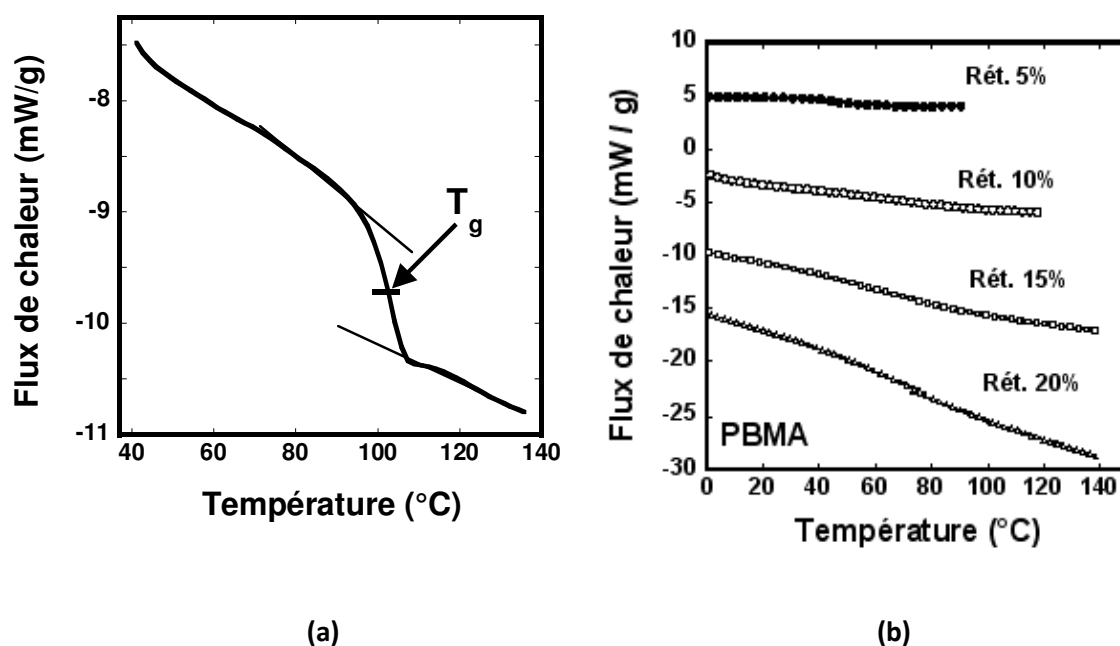 Flux de chaleur (mW/g)
-8
-9
-10
-11
40
60
80
100
120
140
Température (°C)
Tg
(a)
Flux de chaleur (mW / g)
10
5
0
-5
-10
-15
-20
-25
-30
0
20
40
60
80
100
120
140
Température (°C)
Rét. 5%
Rét. 10%
Rét. 15%
Rét. 20%
PBMA
(b)